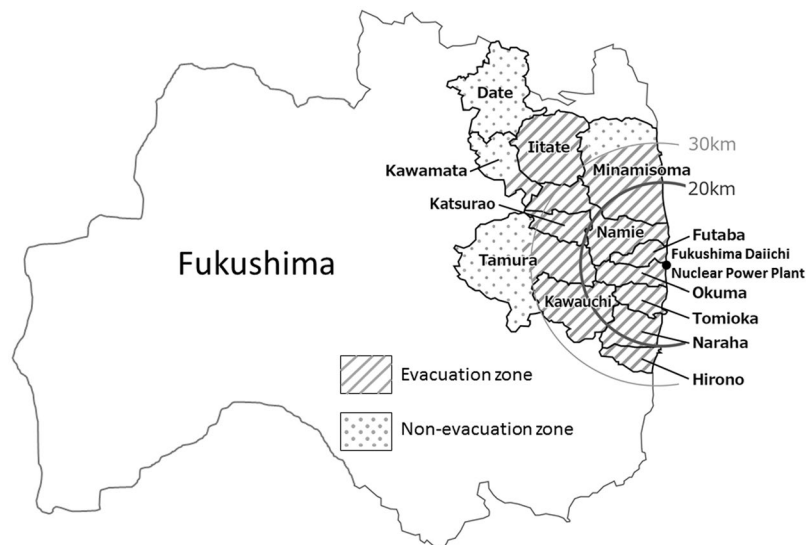 Date
Iitate
30km
Kawamata
Minamisoma
20km
Katsurao
Namie
Futaba
Fukushima Daiichi
Nuclear Power Plant
Tamura
Fukushima
Okuma
Kawauchi
Tomioka
Naraha
Evacuation zone
Hirono
Non-evacuation zone